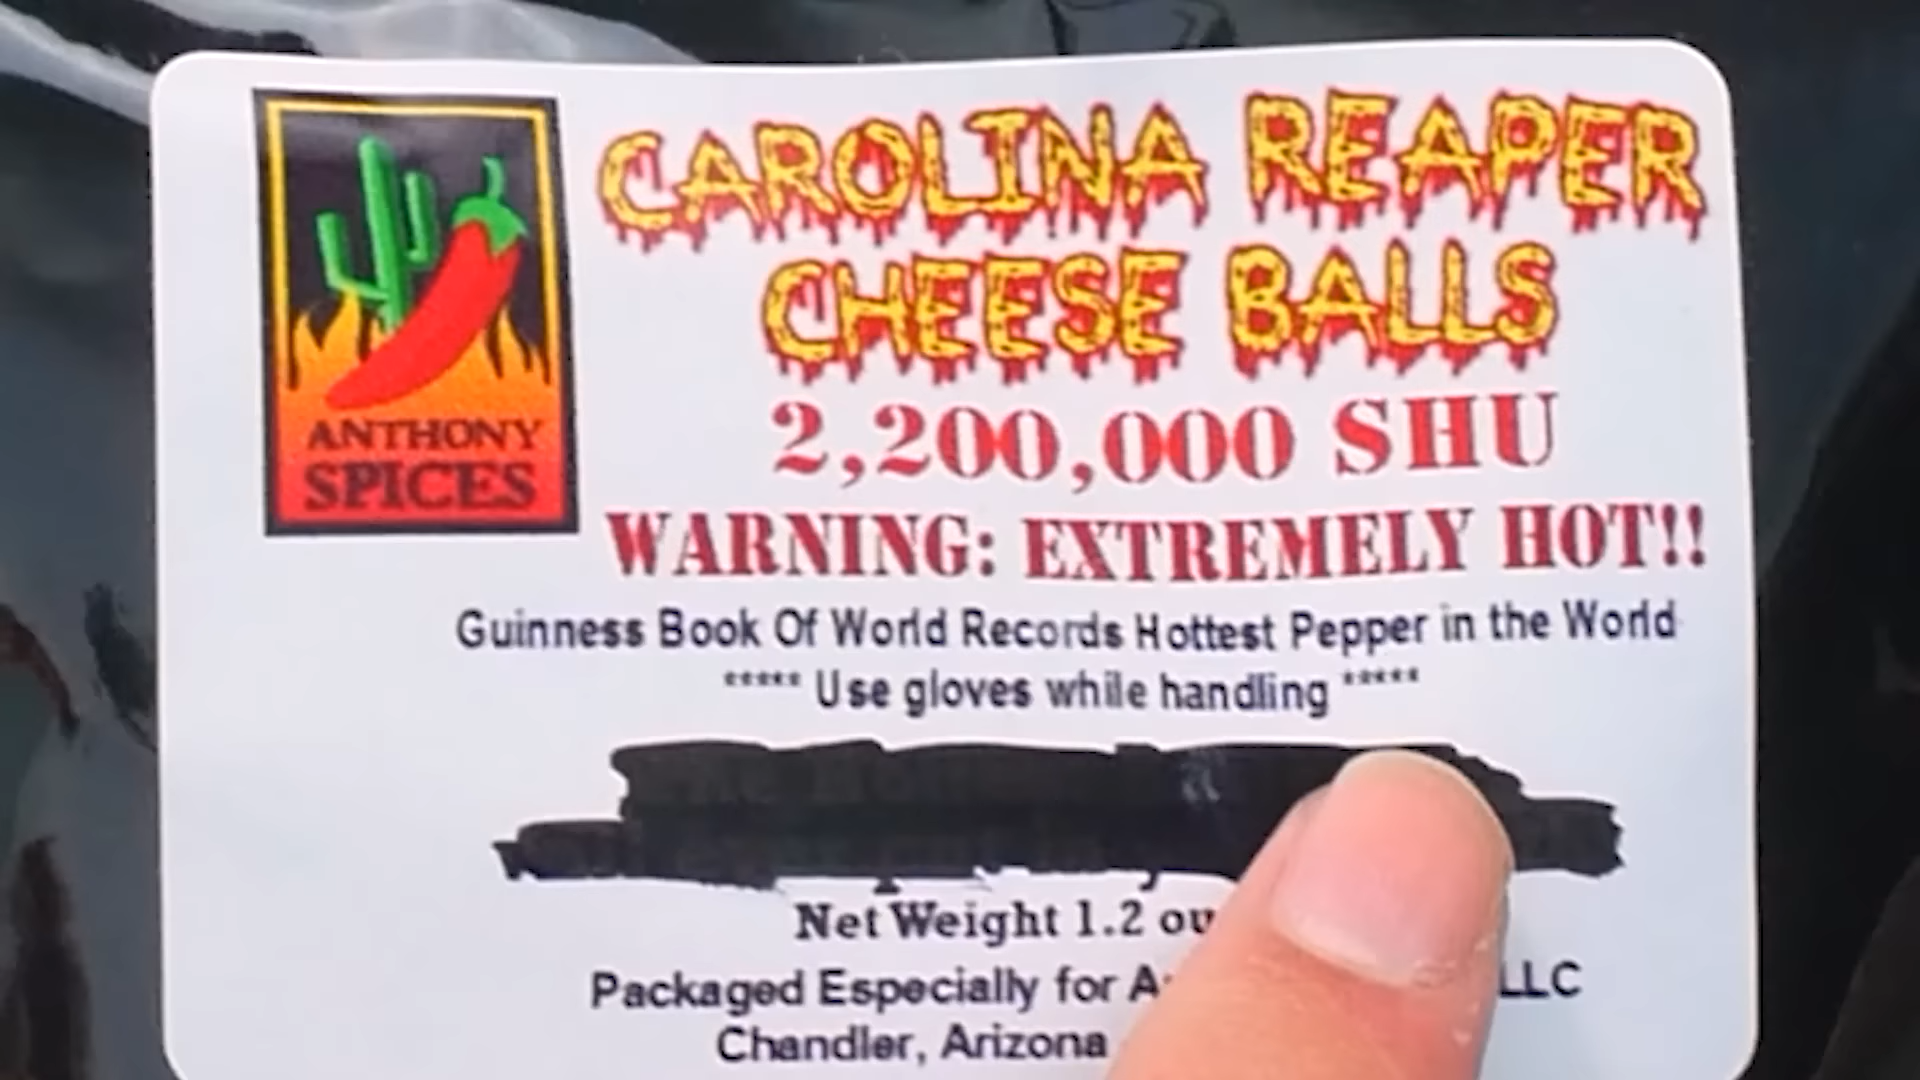 CAROLINA REAPER
CHEESE BALLS
2,200,000 SHU
WARNING: EXTREMELY HOT!!
ANTHONY
SPICES
Guinness Book Of World Records Hottest Pepper in the World
***** Use gloves while handling *****
Net Weight 1.2
Packaged Especially for
LLC
Chandler, Arizona